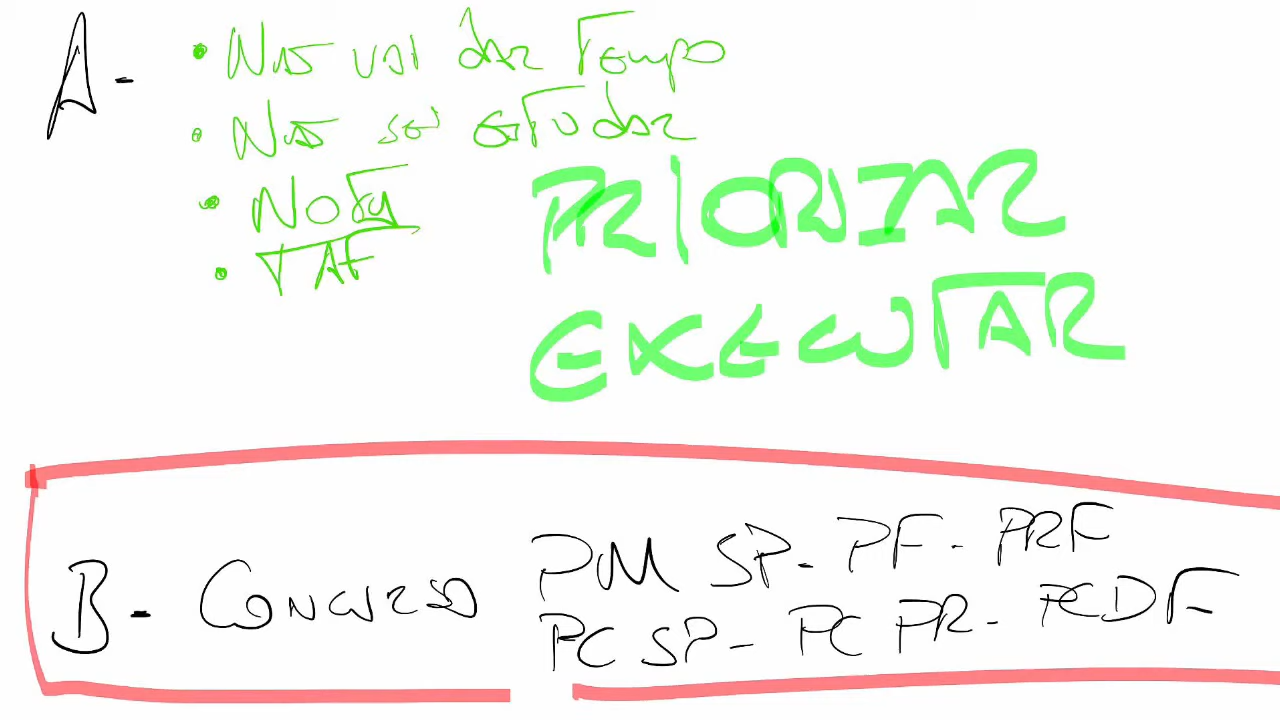 A-
• Não vai dar Tempo
• Não sei estudar
• Nota
• TAF
PRIORIZAR
EXECUTAR
B - Concurso
PM SP - PF - PRF
PC SP - PC PR - PCDF